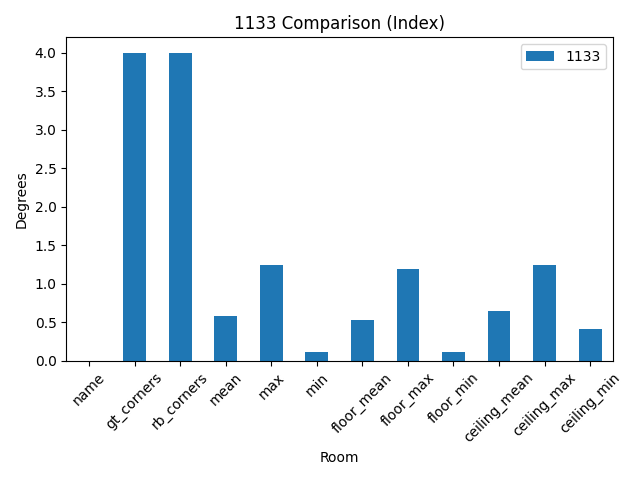 1133 Comparison (Index)
1133
Degrees
4.0
3.5
3.0
2.5
2.0
1.5
1.0
0.5
0.0
name
gt_corners
rb_corners
mean
max
min
floor_mean
floor_max
floor_min
ceiling_mean
ceiling_max
ceiling_min
Room